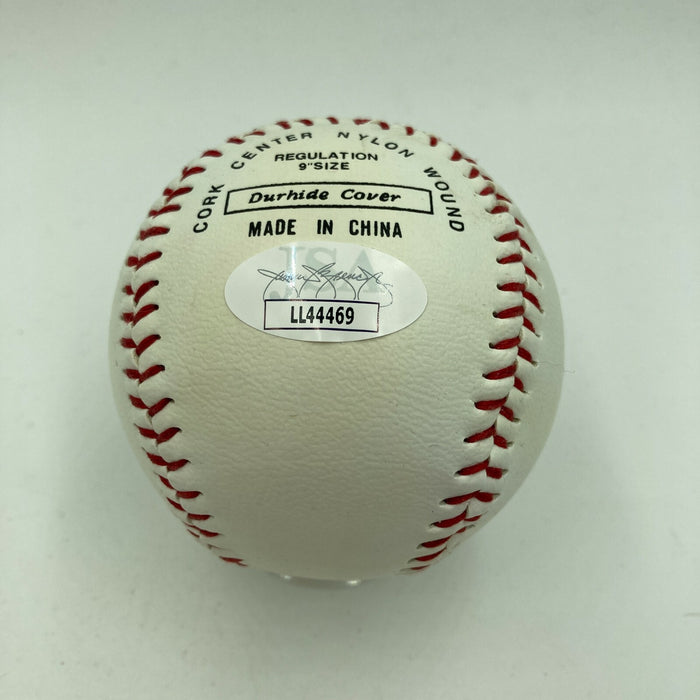 CORK CENTER NYLON WOUND
REGULATION
9" SIZE
Durhide Cover
MADE IN CHINA
JSA
LL44469